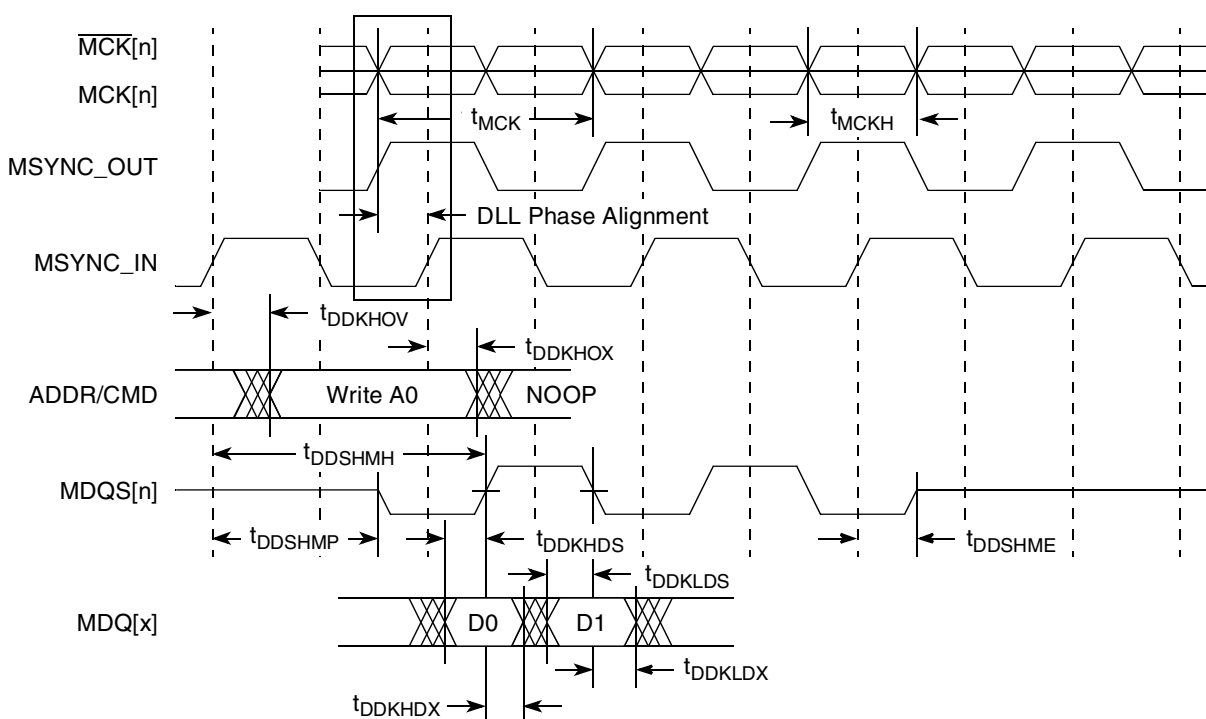 M̅C̅K̅[n]
MCK[n]
tMCK
tMCKH
MSYNC_OUT
DLL Phase Alignment
MSYNC_IN
tDDKHOV
tDDKHOX
ADDR/CMD
Write A0
NOOP
tDDSHMH
MDQS[n]
tDDSHMP
tDDKHDS
tDDSHME
tDDKLDS
MDQ[x]
D0
D1
tDDKLDX
tDDKHDX